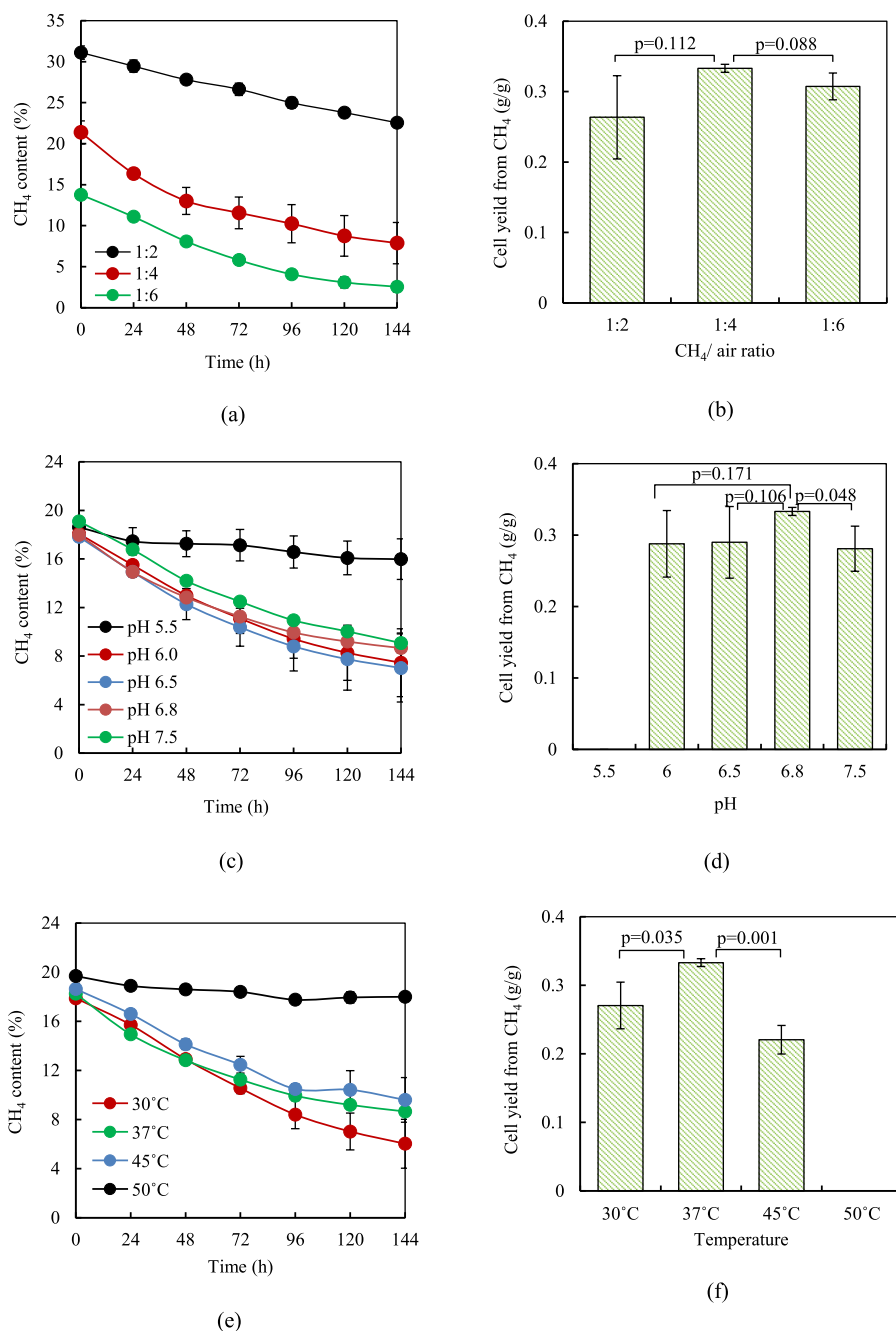 35
30
25
20
15
10
5
0
CH₄ content (%)
1:2
1:4
1:6
0 24 48 72 96 120 144
Time (h)
(a)
0.4
0.3
0.2
0.1
0
Cell yeild from CH₄ (g/g)
p=0.112 p=0.088
1:2 1:4 1:6
CH₄/ air ratio
(b)
24
20
16
12
8
4
0
CH₄ content (%)
pH 5.5
pH 6.0
pH 6.5
pH 6.8
pH 7.5
0 24 48 72 96 120 144
Time (h)
(c)
0.4
0.3
0.2
0.1
0
Cell yield from CH₄ (g/g)
p=0.171
p=0.106 p=0.048
5.5 6 6.5 6.8 7.5
pH
(d)
24
20
16
12
8
4
0
CH₄ content (%)
30˚C
37˚C
45˚C
50˚C
0 24 48 72 96 120 144
Time (h)
(e)
0.4
0.3
0.2
0.1
0
Cell yield from CH₄ (g/g)
p=0.035 p=0.001
30˚C 37˚C 45˚C 50˚C
Temperature
(f)